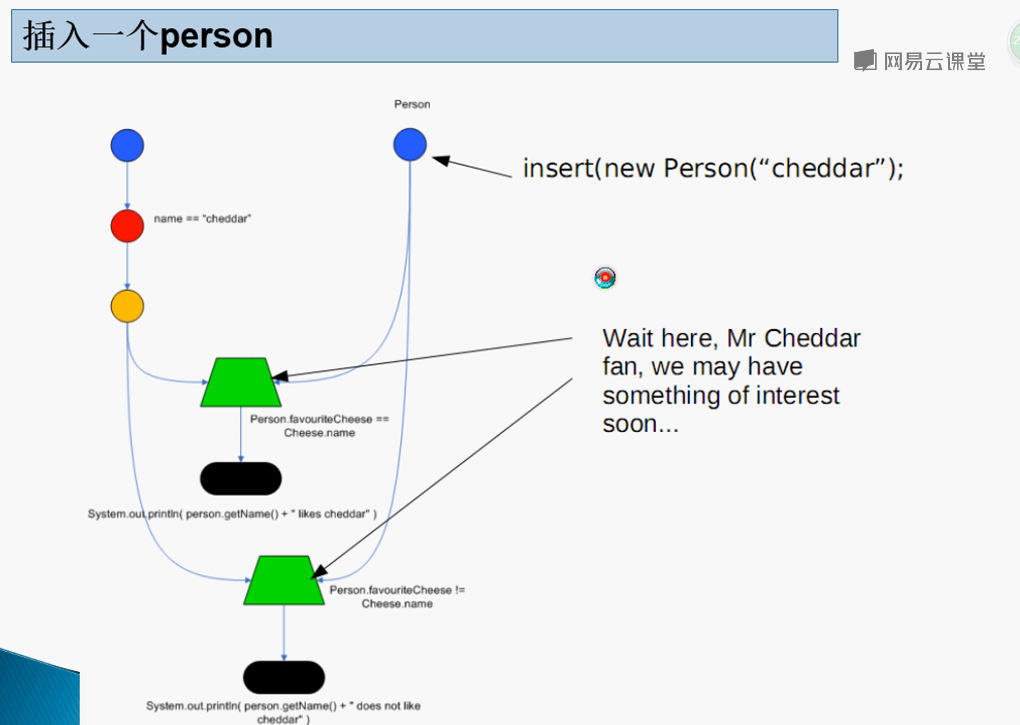 插入一个person
网易云课堂
Person
insert(new Person(“cheddar”);
name == "cheddar"
Wait here, Mr Cheddar
fan, we may have
something of interest
soon...
Person.favouriteCheese ==
Cheese.name
System.out.println( person.getName() + " likes cheddar" )
Person.favouriteCheese !=
Cheese.name
System.out.println( person.getName() + " does not like
cheddar" )